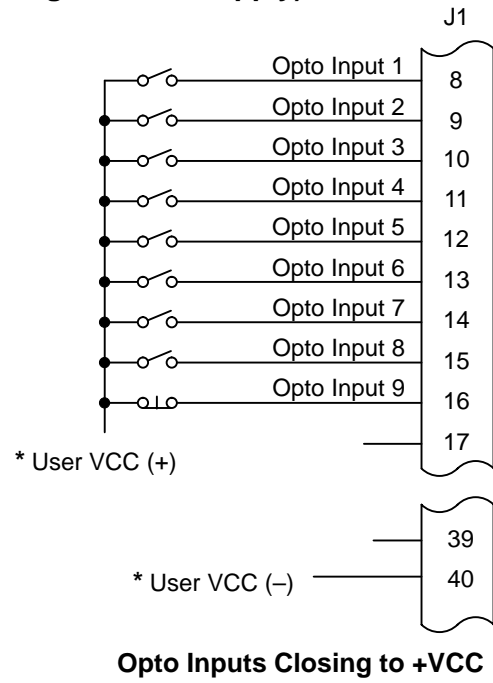 J1
Opto Input 1 8
Opto Input 2 9
Opto Input 3 10
Opto Input 4 11
Opto Input 5 12
Opto Input 6 13
Opto Input 7 14
Opto Input 8 15
Opto Input 9 16
17
* User VCC (+)
39
* User VCC (–) 40
Opto Inputs Closing to +VCC